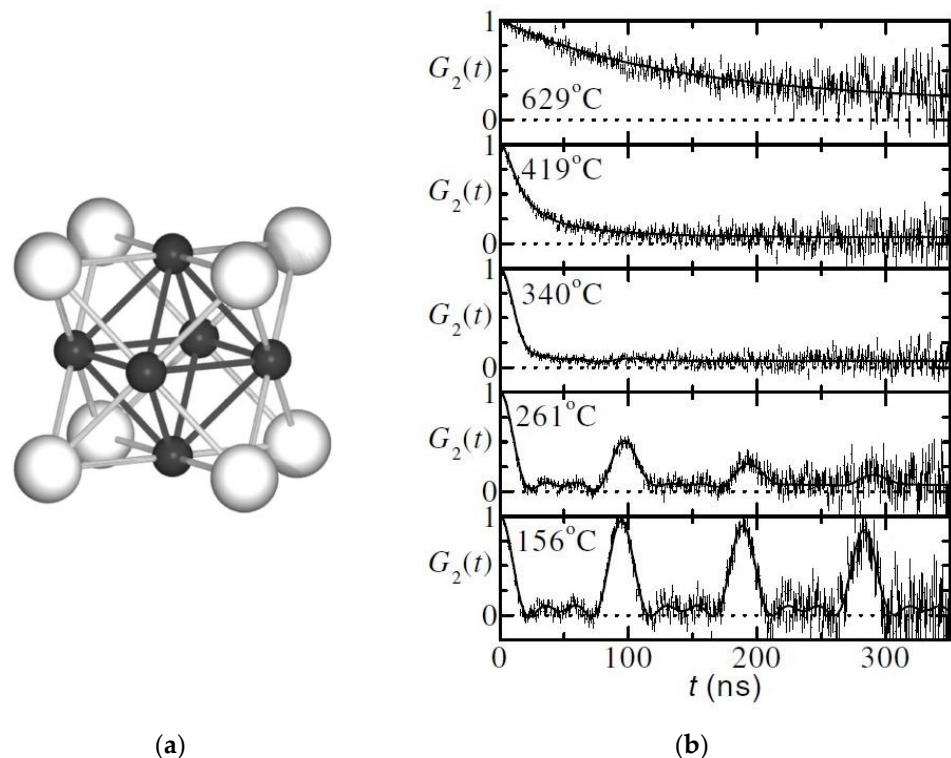 1
G₂(t)
629°C
0
1
G₂(t)
419°C
0
1
G₂(t)
340°C
0
1
261°C
G₂(t)
0
1
156°C
G₂(t)
0
0 100 200 300
t (ns)
(a) (b)